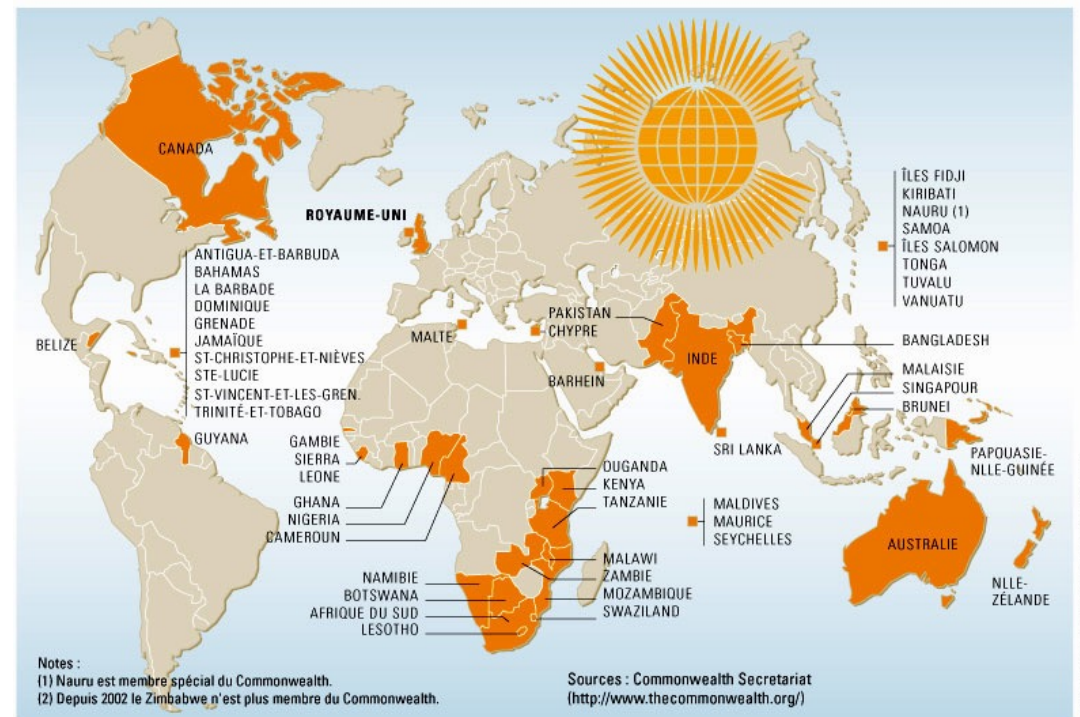 CANADA
ROYAUME-UNI
ANTIGUA-ET-BARBUDA
BAHAMAS
LA BARBADE
DOMINIQUE
GRENADE
JAMAÏQUE
ST-CHRISTOPHE-ET-NIÈVES
STE-LUCIE
ST-VINCENT-ET-LES-GREN.
TRINITÉ-ET-TOBAGO
BELIZE
GUYANA
MALTE
PAKISTAN
CHYPRE
BARHEIN
INDE
SRI LANKA
ÎLES FIDJI
KIRIBATI
NAURU (1)
SAMOA
ÎLES SALOMON
TONGA
TUVALU
VANUATU
BANGLADESH
MALAISIE
SINGAPOUR
BRUNEI
PAPOUASIE-
NLLE-GUINÉE
GAMBIE
SIERRA
LEONE
GHANA
NIGERIA
CAMEROUN
OUGANDA
KENYA
TANZANIE
MALDIVES
MAURICE
SEYCHELLES
MALAWI
ZAMBIE
MOZAMBIQUE
SWAZILAND
NAMIBIE
BOTSWANA
AFRIQUE DU SUD
LESOTHO
AUSTRALIE
NLLE-
ZÉLANDE
Notes :
(1) Nauru est membre spécial du Commonwealth.
(2) Depuis 2002 le Zimbabwe n'est plus membre du Commonwealth.
Sources : Commonwealth Secretariat
(http://www.thecommonwealth.org/)